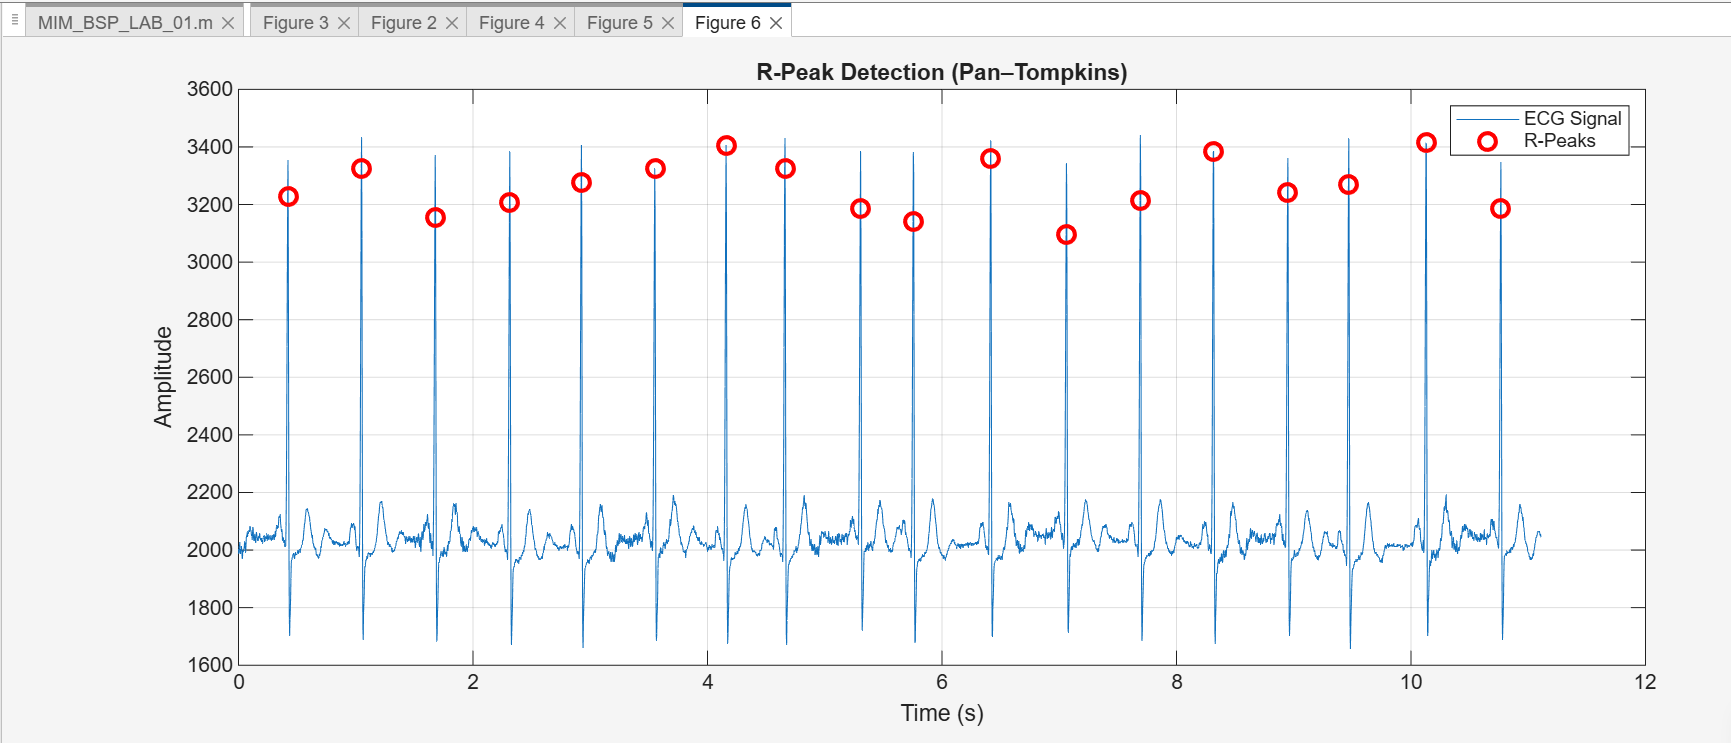 MIM_BSP_LAB_01.m Figure 3 Figure 2 Figure 4 Figure 5 Figure 6
R-Peak Detection (Pan–Tompkins)
ECG Signal
R-Peaks
3600
3400
3200
3000
2800
2600
2400
2200
2000
1800
1600
Amplitude
0 2 4 6 8 10 12
Time (s)